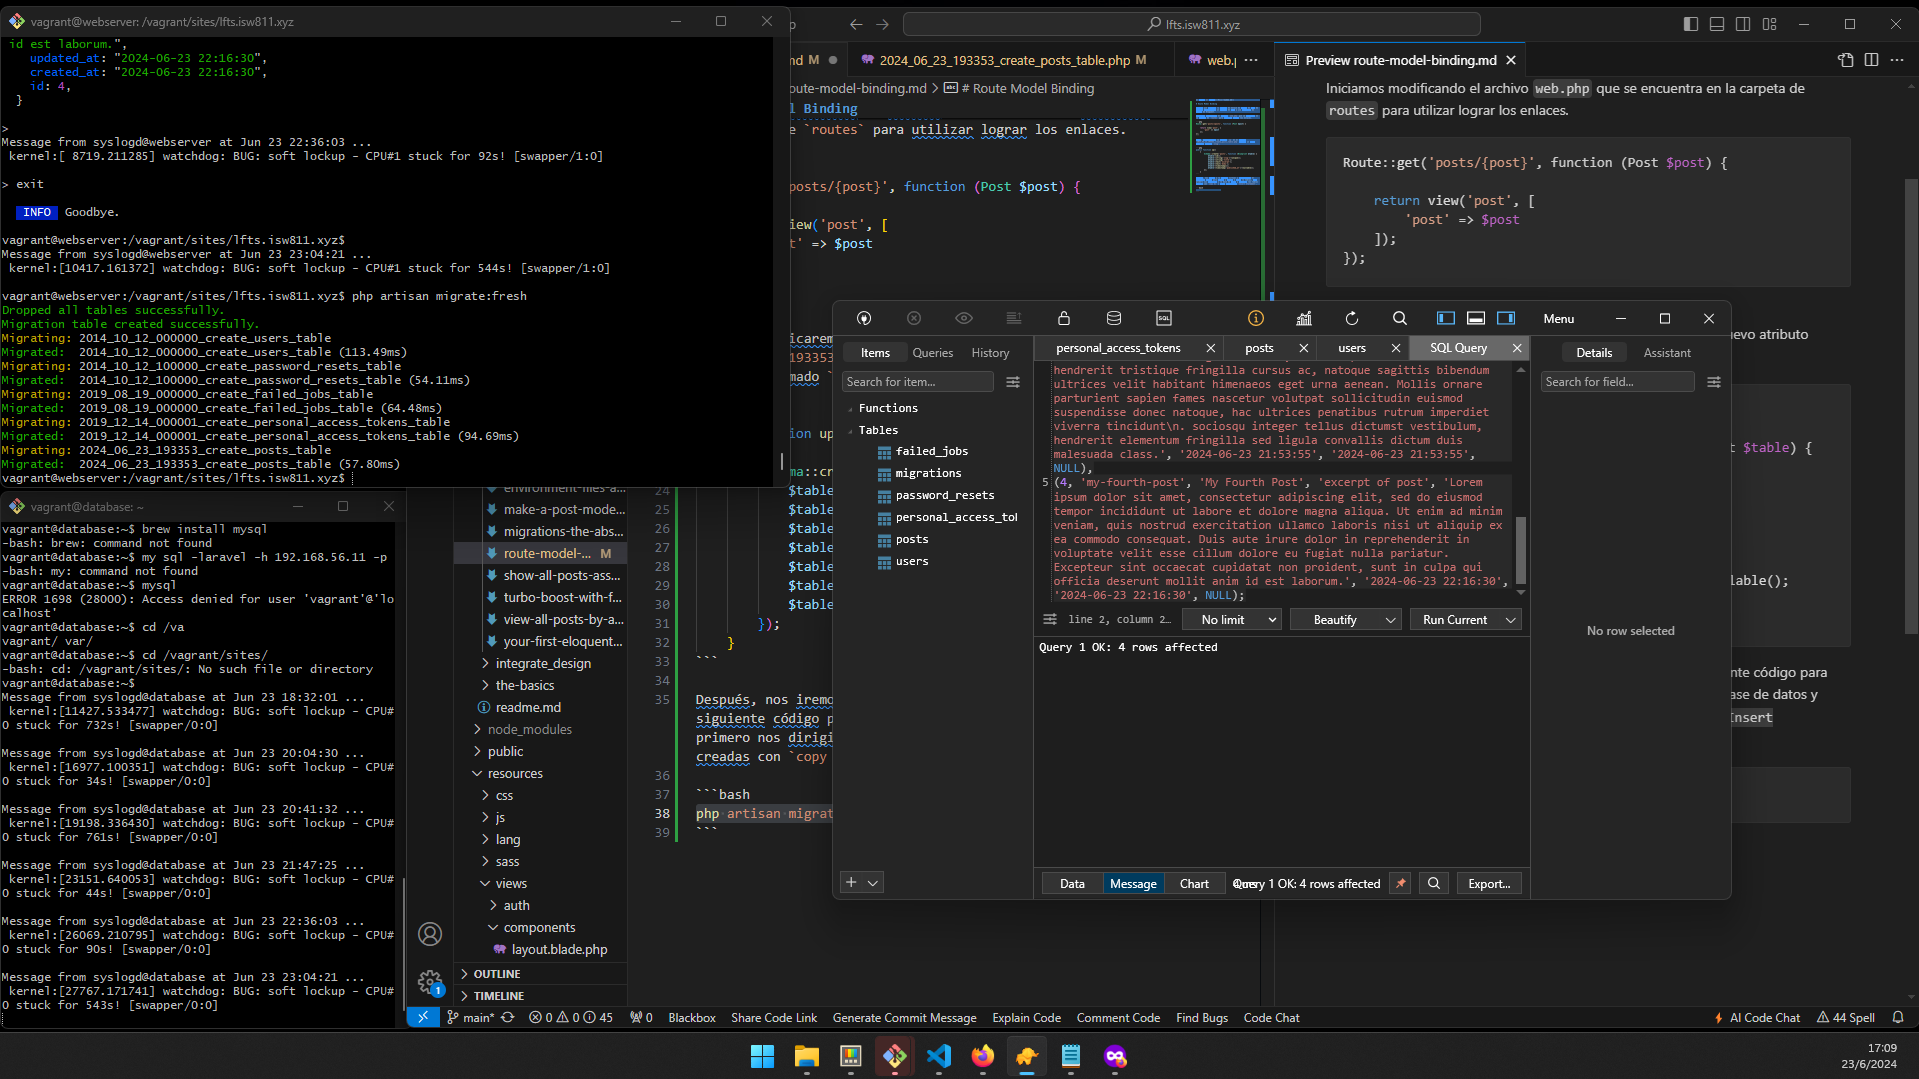 vagrant@webserver: /vagrant/sites/lfts.isw811.xyz
id est laborum.",
updated_at: "2024-06-23 22:16:30",
created_at: "2024-06-23 22:16:30",
id: 4,
}
>
Message from syslogd@webserver at Jun 23 22:36:03 ...
kernel:[ 8719.211285] watchdog: BUG: soft lockup - CPU#1 stuck for 92s! [swapper/1:0]
> exit
INFO Goodbye.
vagrant@webserver:/vagrant/sites/lfts.isw811.xyz$
Message from syslogd@webserver at Jun 23 23:04:21 ...
kernel:[10417.161372] watchdog: BUG: soft lockup - CPU#1 stuck for 544s! [swapper/1:0]
vagrant@webserver:/vagrant/sites/lfts.isw811.xyz$ php artisan migrate:fresh
Dropped all tables successfully.
Migration table created successfully.
Migrating: 2014_10_12_000000_create_users_table
Migrated:  2014_10_12_000000_create_users_table (113.49ms)
Migrating: 2014_10_12_100000_create_password_resets_table
Migrated:  2014_10_12_100000_create_password_resets_table (54.11ms)
Migrating: 2019_08_19_000000_create_failed_jobs_table
Migrated:  2019_08_19_000000_create_failed_jobs_table (64.48ms)
Migrating: 2019_12_14_000001_create_personal_access_tokens_table
Migrated:  2019_12_14_000001_create_personal_access_tokens_table (94.69ms)
Migrating: 2024_06_23_193353_create_posts_table
Migrated:  2024_06_23_193353_create_posts_table (57.80ms)
vagrant@webserver:/vagrant/sites/lfts.isw811.xyz$
vagrant@database: ~
vagrant@database:~$ brew install mysql
-bash: brew: command not found
vagrant@database:~$ my sql -laravel -h 192.168.56.11 -p
-bash: my: command not found
vagrant@database:~$ mysql
ERROR 1698 (28000): Access denied for user 'vagrant'@'lo
calhost'
vagrant@database:~$ cd /va
vagrant/ var/
vagrant@database:~$ cd /vagrant/sites/
-bash: cd: /vagrant/sites/: No such file or directory
vagrant@database:~$
Message from syslogd@database at Jun 23 18:32:01 ...
kernel:[11427.533477] watchdog: BUG: soft lockup - CPU#
0 stuck for 732s! [swapper/0:0]
Message from syslogd@database at Jun 23 20:04:30 ...
kernel:[16977.100351] watchdog: BUG: soft lockup - CPU#
0 stuck for 34s! [swapper/0:0]
Message from syslogd@database at Jun 23 20:41:32 ...
kernel:[19198.336430] watchdog: BUG: soft lockup - CPU#
0 stuck for 761s! [swapper/0:0]
Message from syslogd@database at Jun 23 21:47:25 ...
kernel:[23151.640053] watchdog: BUG: soft lockup - CPU#
0 stuck for 44s! [swapper/0:0]
Message from syslogd@database at Jun 23 22:36:03 ...
kernel:[26069.210795] watchdog: BUG: soft lockup - CPU#
0 stuck for 90s! [swapper/0:0]
Message from syslogd@database at Jun 23 23:04:21 ...
kernel:[27767.171741] watchdog: BUG: soft lockup - CPU#
0 stuck for 543s! [swapper/0:0]
lfts.isw811.xyz
nd M
2024_06_23_193353_create_posts_table.php M
web.p
oute-model-binding.md > # Route Model Binding
l Binding
e `routes` para utilizar lograr los enlaces.
posts/{post}', function (Post $post) {
iew('post', [
t' => $post
icarem
193353
mado `
ion up
ma::cr
24 $table
25 $table
26 $table
27 $table
28 $table
29 $table
30 $table
31 });
32 }
33 ```
34
35 Después, nos iremo
siguiente código p
primero nos dirigi
creadas con `copy
36
37 ```bash
38 php artisan migrat
39 ```
make-a-post-mode...
migrations-the-abs...
route-model-... M
show-all-posts-ass...
turbo-boost-with-f...
view-all-posts-by-a...
your-first-eloquent...
integrate_design
the-basics
readme.md
node_modules
public
resources
css
js
lang
sass
views
auth
components
layout.blade.php
OUTLINE
TIMELINE
Preview route-model-binding.md
Iniciamos modificando el archivo web.php que se encuentra en la carpeta de
routes para utilizar lograr los enlaces.
Route::get('posts/{post}', function (Post $post) {
return view('post', [
'post' => $post
]);
});
uevo atributo
t $table) {
lable();
nte código para
ase de datos y
Insert
SQL
Menu
Items
Queries
History
Search for item...
Functions
Tables
failed_jobs
migrations
password_resets
personal_access_tol
posts
users
personal_access_tokens
posts
users
SQL Query
hendrerit tristique fringilla cursus ac, natoque sagittis bibendum
ultrices velit habitant himenaeos eget urna aenean. Mollis ornare
parturient sapien fames nascetur volutpat sollicitudin euismod
suspendisse donec natoque, hac ultrices penatibus rutrum imperdiet
viverra tincidunt\n. sociosqu integer tellus dictumst vestibulum,
hendrerit elementum fringilla sed ligula convallis dictum duis
malesuada class.', '2024-06-23 21:53:55', '2024-06-23 21:53:55',
NULL),
5 (4, 'my-fourth-post', 'My Fourth Post', 'excerpt of post', 'Lorem
ipsum dolor sit amet, consectetur adipiscing elit, sed do eiusmod
tempor incididunt ut labore et dolore magna aliqua. Ut enim ad minim
veniam, quis nostrud exercitation ullamco laboris nisi ut aliquip ex
ea commodo consequat. Duis aute irure dolor in reprehenderit in
voluptate velit esse cillum dolore eu fugiat nulla pariatur.
Excepteur sint occaecat cupidatat non proident, sunt in culpa qui
officia deserunt mollit anim id est laborum.', '2024-06-23 22:16:30',
'2024-06-23 22:16:30', NULL);
line 2, column 2...
No limit
Beautify
Run Current
Query 1 OK: 4 rows affected
Data
Message
Chart
Query 1 OK: 4 rows affected
Export...
Details
Assistant
Search for field...
No row selected
main*
0 0 45
0
Blackbox
Share Code Link
Generate Commit Message
Explain Code
Comment Code
Find Bugs
Code Chat
AI Code Chat
44 Spell
1
17:09
23/6/2024